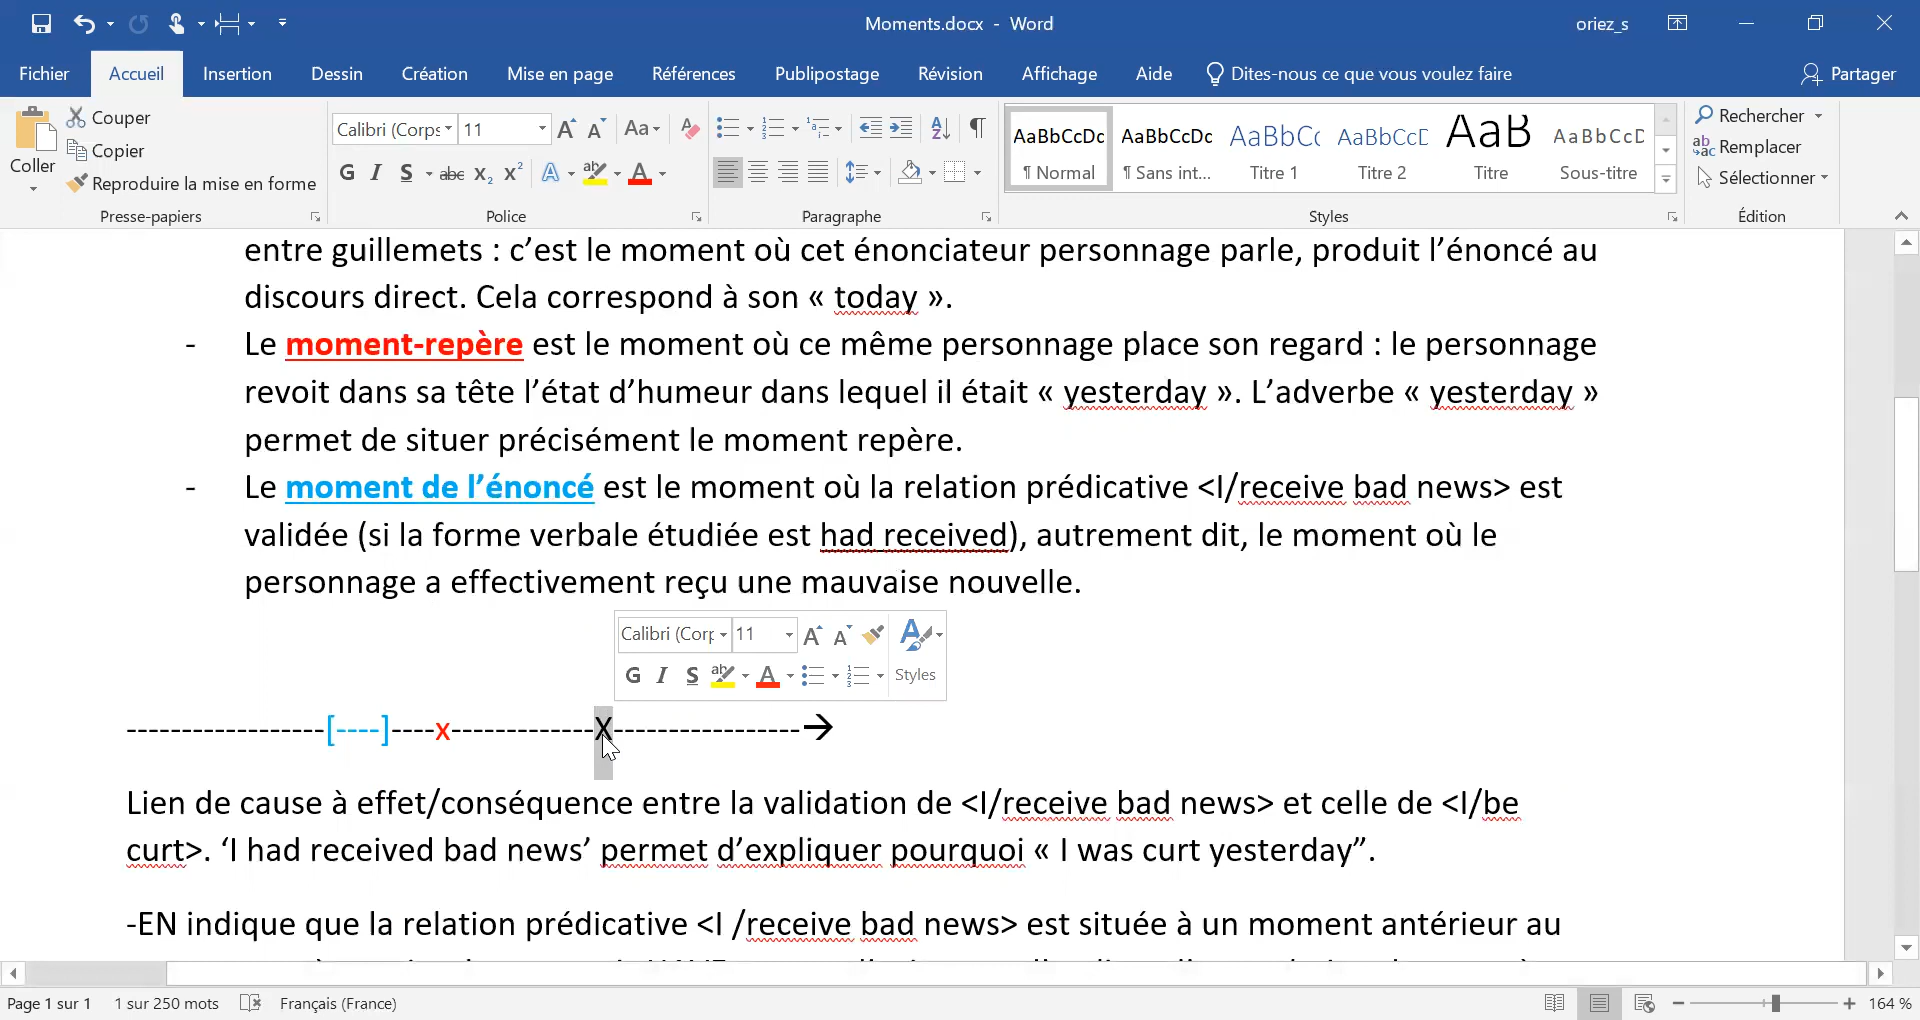 Moments.docx - Word
oriez_s
Fichier Accueil Insertion Dessin Création Mise en page Références Publipostage Révision Affichage Aide Dites-nous ce que vous voulez faire Partager
Coller
Couper
Copier
Reproduire la mise en forme
Presse-papiers
Calibri (Corps 11
Aa
G I S abc X₂ X²
Police
Paragraphe
AaBbCcDc AaBbCcDc AaBbCc AaBbCcD AaB AaBbCcD
¶ Normal ¶ Sans int... Titre 1 Titre 2 Titre Sous-titre
Styles
Rechercher
Remplacer
Sélectionner
Édition
entre guillemets : c’est le moment où cet énonciateur personnage parle, produit l’énoncé au
discours direct. Cela correspond à son « today ».
- Le moment-repère est le moment où ce même personnage place son regard : le personnage
revoit dans sa tête l’état d’humeur dans lequel il était « yesterday ». L’adverbe « yesterday »
permet de situer précisément le moment repère.
- Le moment de l’énoncé est le moment où la relation prédicative <I/receive bad news> est
validée (si la forme verbale étudiée est had received), autrement dit, le moment où le
personnage a effectivement reçu une mauvaise nouvelle.
Calibri (Corp 11
G I S
Styles
------------------[----]----x-------------X-----------------→
Lien de cause à effet/conséquence entre la validation de <I/receive bad news> et celle de <I/be
curt>. ‘I had received bad news’ permet d’expliquer pourquoi « I was curt yesterday”.
-EN indique que la relation prédicative <I /receive bad news> est située à un moment antérieur au
Page 1 sur 1 1 sur 250 mots Français (France) 164 %